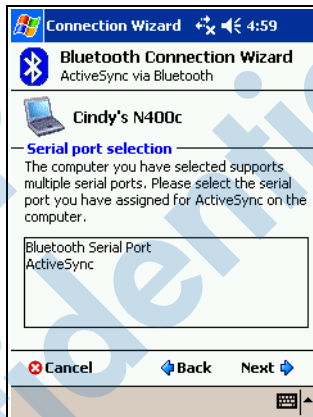 Connection Wizard 4:59
Bluetooth Connection Wizard
ActiveSync via Bluetooth
Cindy's N400c
Serial port selection
The computer you have selected supports
multiple serial ports. Please select the serial
port you have assigned for ActiveSync on the
computer.
Bluetooth Serial Port
ActiveSync
Cancel Back Next